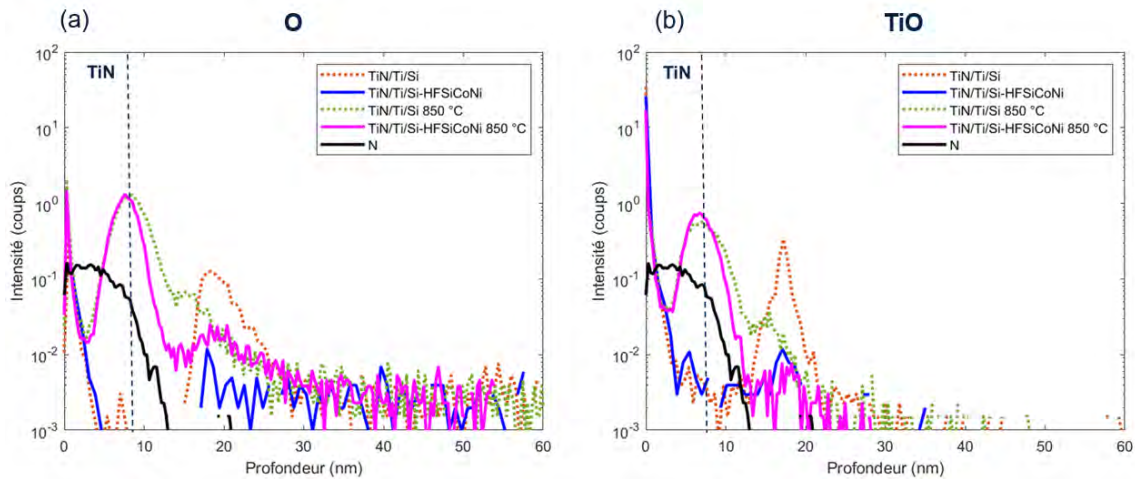 (a)
O
TiN
TiN/Ti/Si
TiN/Ti/Si-HFSiCoNi
TiN/Ti/Si 850 °C
TiN/Ti/Si-HFSiCoNi 850 °C
N
Intensité (coups)
10²
10¹
10⁰
10⁻¹
10⁻²
10⁻³
0 10 20 30 40 50 60
Profondeur (nm)
(b)
TiO
TiN
TiN/Ti/Si
TiN/Ti/Si-HFSiCoNi
TiN/Ti/Si 850 °C
TiN/Ti/Si-HFSiCoNi 850 °C
N
Intensité (coups)
10²
10¹
10⁰
10⁻¹
10⁻²
10⁻³
0 10 20 30 40 50 60
Profondeur (nm)